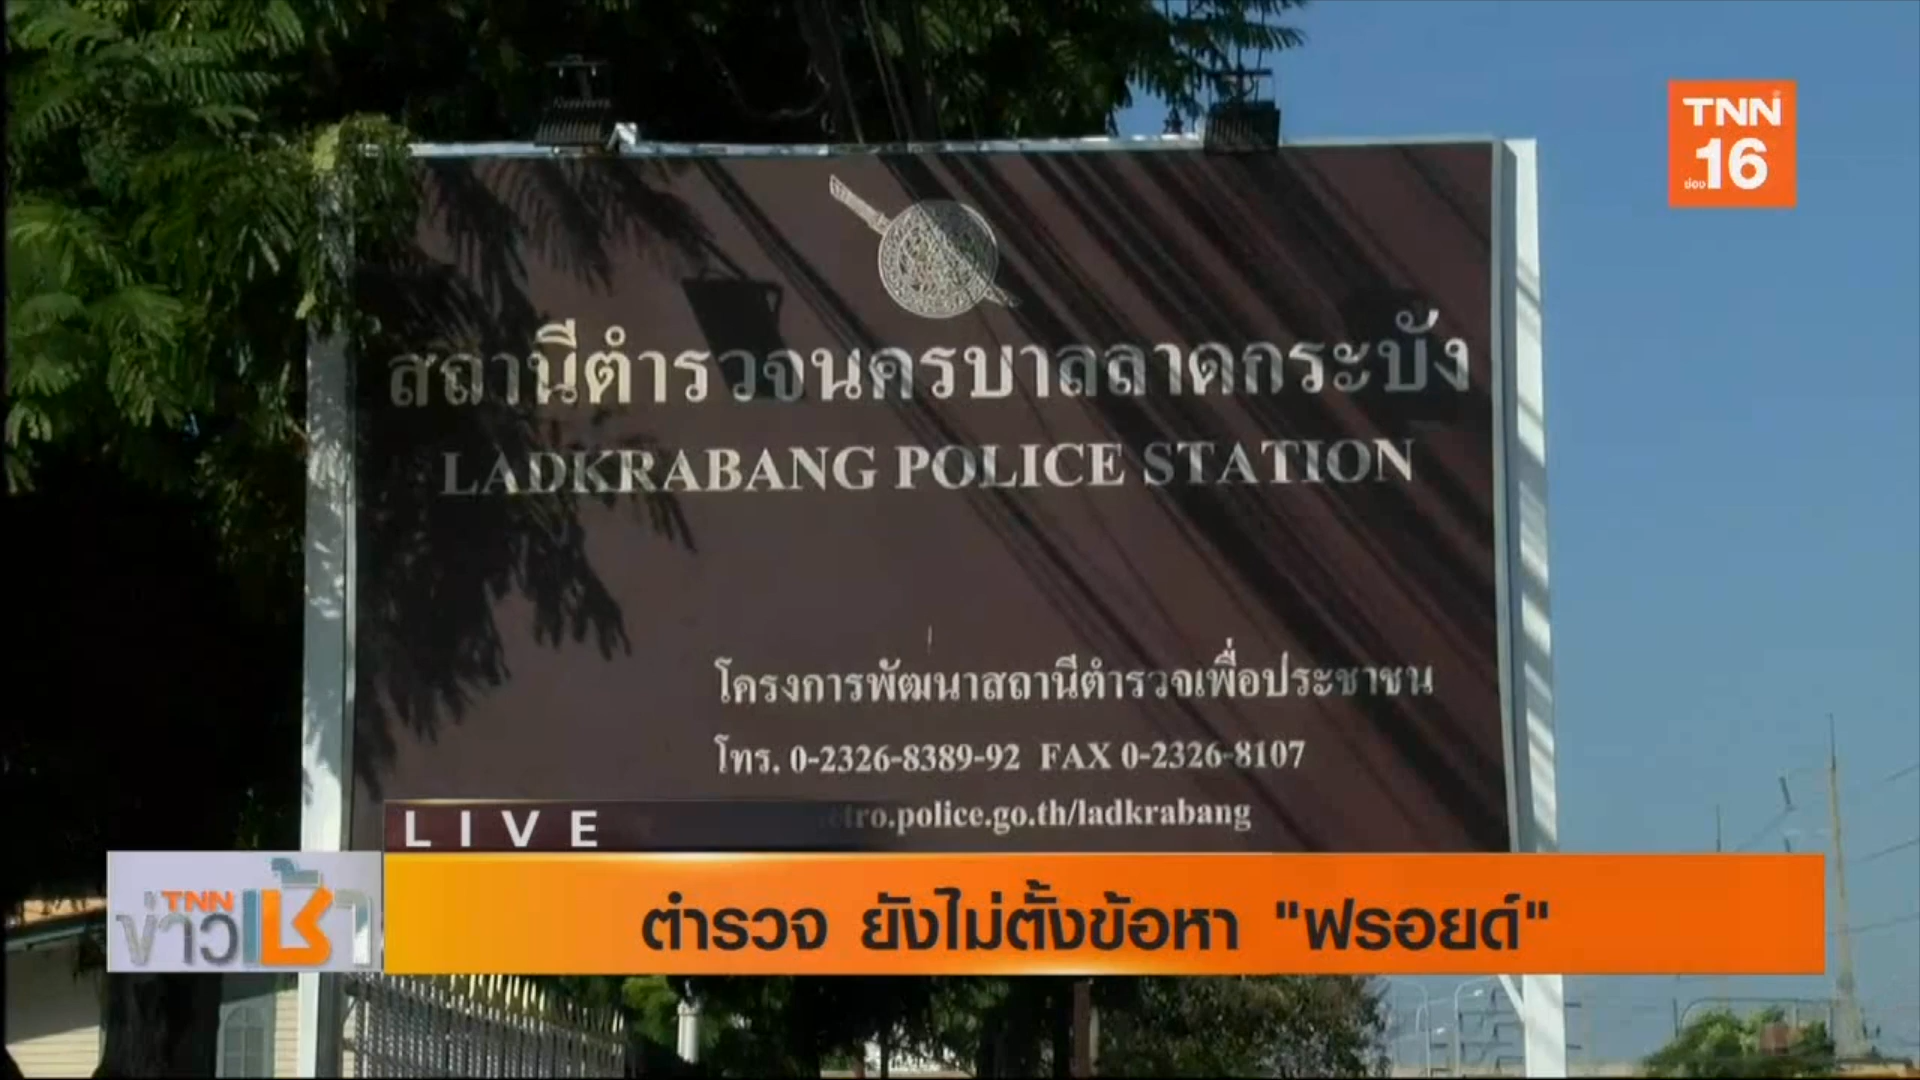 TNN
ช่อง 16
สถานีตำรวจนครบาลลาดกระบัง
LADKRABANG POLICE STATION
โครงการพัฒนาสถานีตำรวจเพื่อประชาชน
โทร. 0-2326-8389-92 FAX 0-2326-8107
tro.police.go.th/ladkrabang
LIVE
TNN
ข่าวเช้า
ตำรวจ ยังไม่ตั้งข้อหา "ฟรอยด์"